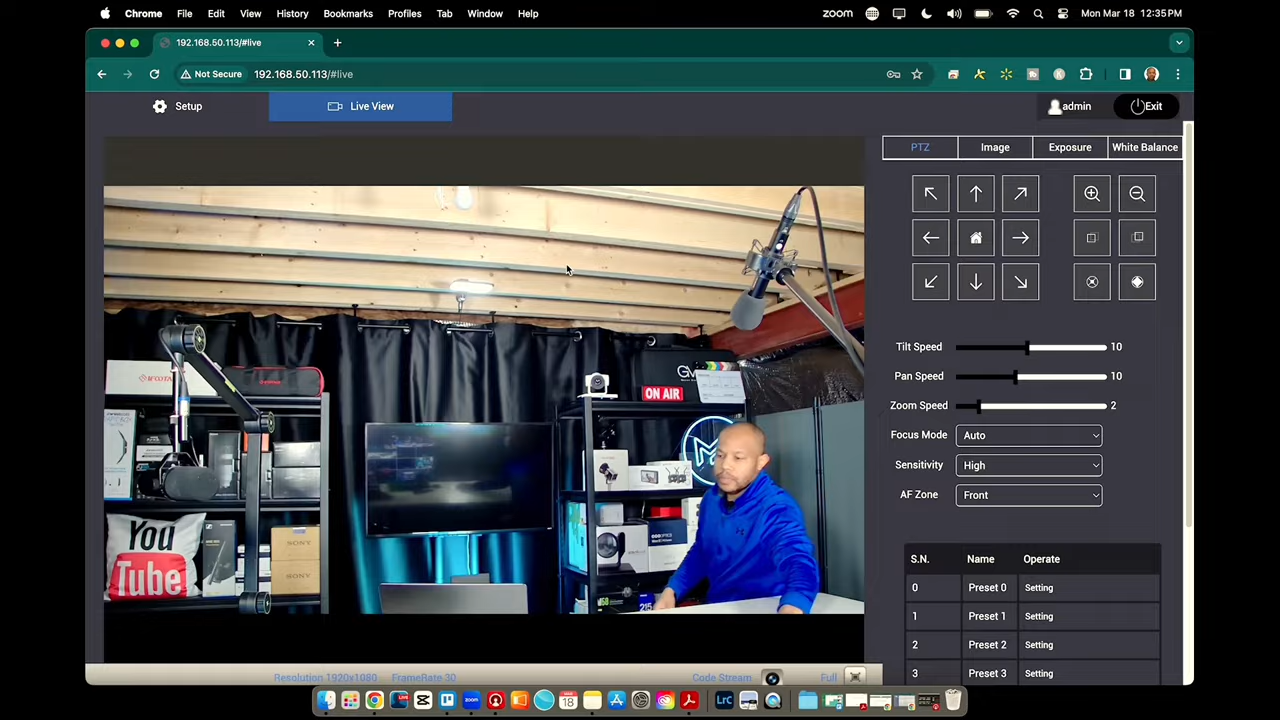 Chrome File Edit View History Bookmarks Profiles Tab Window Help zoom Mon Mar 18 12:35 PM
192.168.50.113/#live
Not Secure 192.168.50.113/#live
Setup Live View admin Exit
PTZ Image Exposure White Balance
Tilt Speed 10
Pan Speed 10
Zoom Speed 2
Focus Mode Auto
Sensitivity High
AF Zone Front
S.N. Name Operate
0 Preset 0 Setting
1 Preset 1 Setting
2 Preset 2 Setting
3 Preset 3 Setting
ON AIR
You
Tube
SONY
SONY
Resolution 1920x1080 FrameRate 30 Code Stream Full
18
LrC